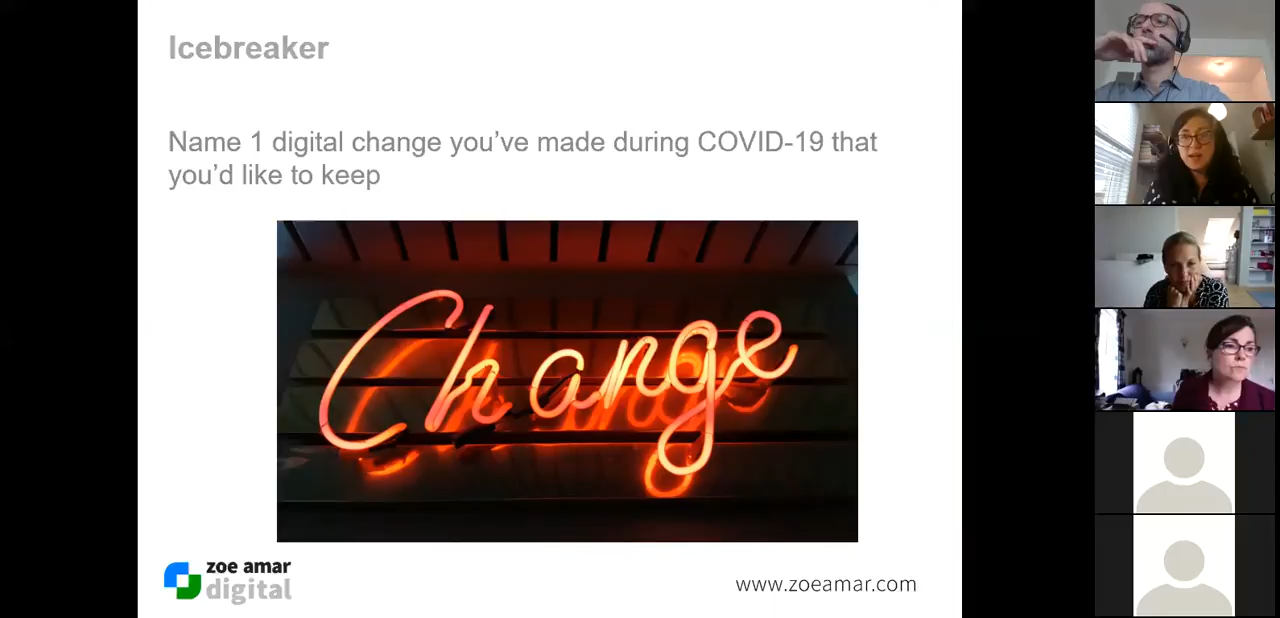 Icebreaker
Name 1 digital change you've made during COVID-19 that
you'd like to keep
Change
zoe amar
digital
www.zoeamar.com